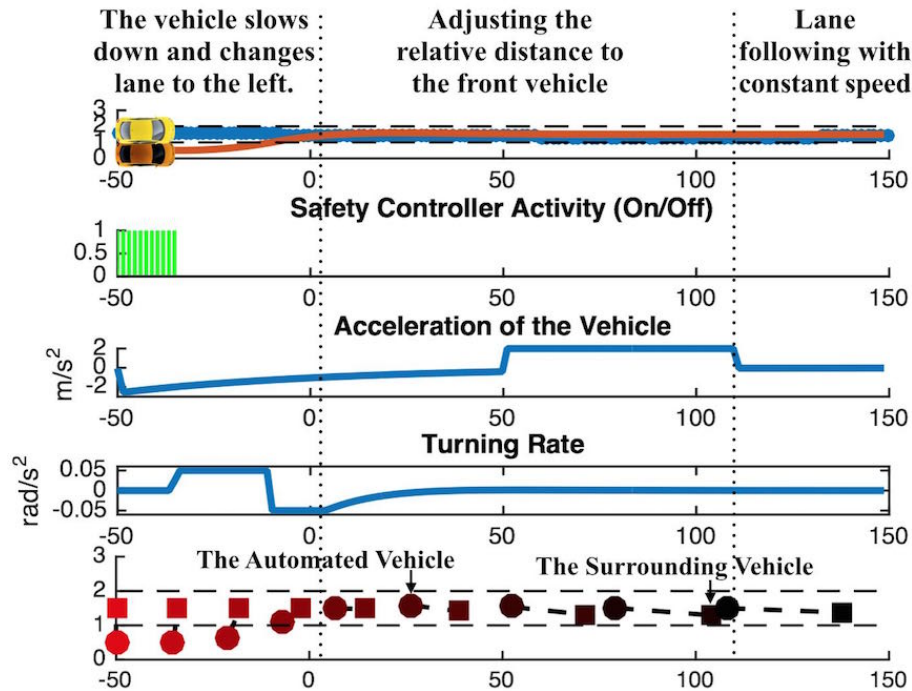 The vehicle slows
down and changes
lane to the left.
Adjusting the
relative distance to
the front vehicle
Lane
following with
constant speed
3
2
1
0
-50 0 50 100 150
Safety Controller Activity (On/Off)
1
0.5
0
-50 0 50 100 150
Acceleration of the Vehicle
m/s²
2
0
-2
-50 0 50 100 150
Turning Rate
rad/s²
0.05
0
-0.05
-50 0 50 100 150
The Automated Vehicle
The Surrounding Vehicle
3
2
1
0
-50 0 50 100 150